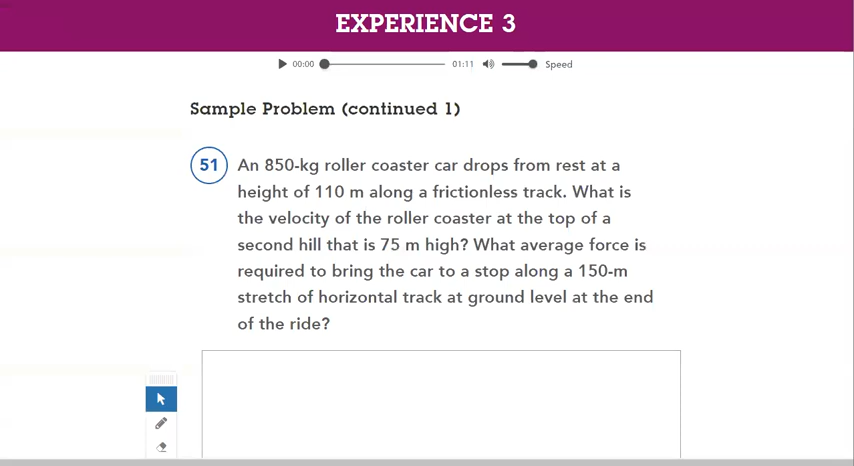 EXPERIENCE 3
00:00 01:11 Speed
Sample Problem (continued 1)
51 An 850-kg roller coaster car drops from rest at a
height of 110 m along a frictionless track. What is
the velocity of the roller coaster at the top of a
second hill that is 75 m high? What average force is
required to bring the car to a stop along a 150-m
stretch of horizontal track at ground level at the end
of the ride?